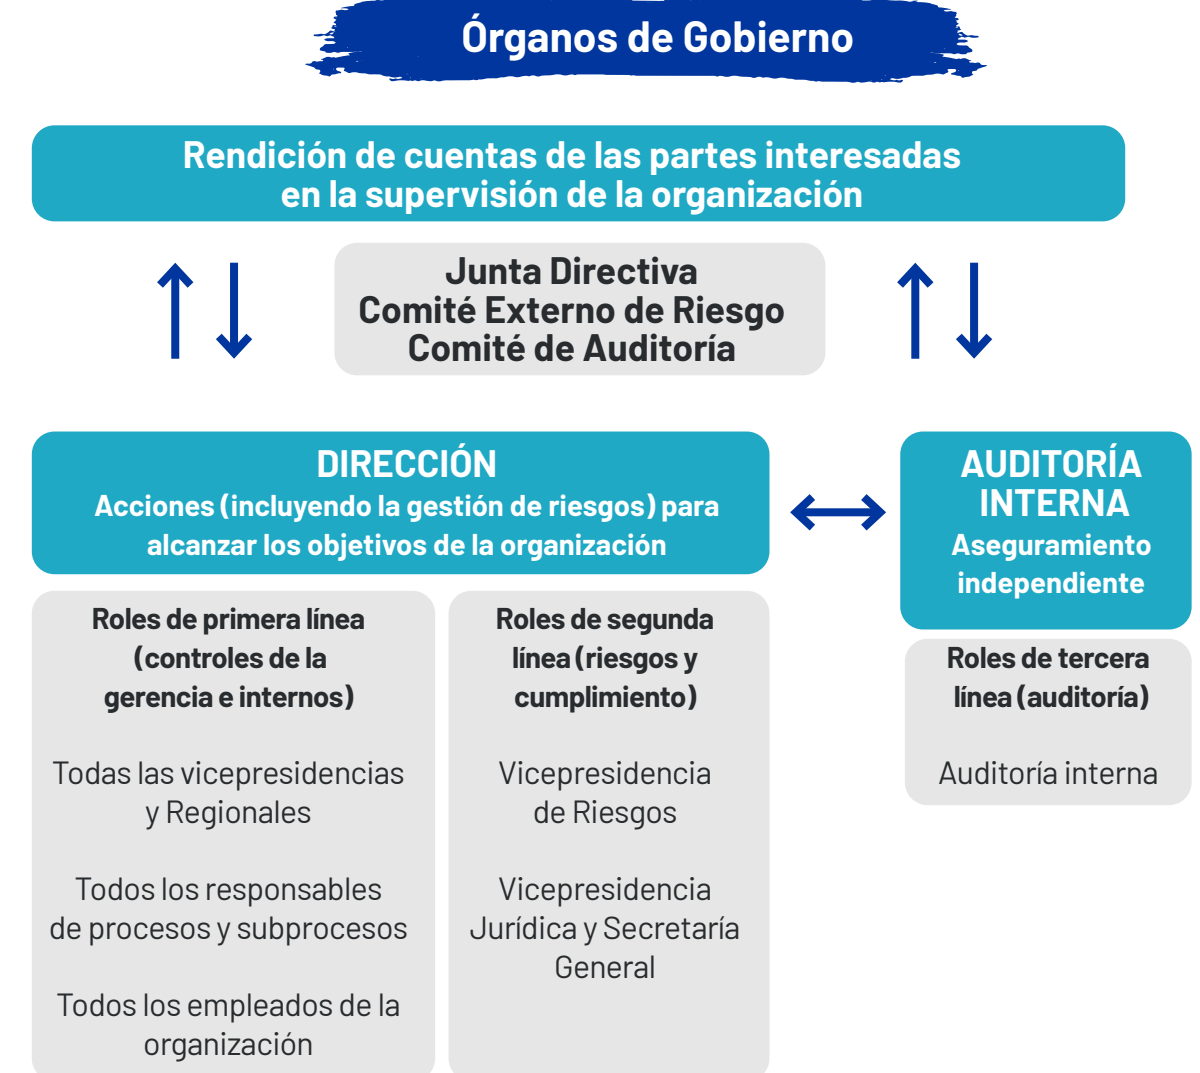 Órganos de Gobierno
Rendición de cuentas de las partes interesadas
en la supervisión de la organización
Junta Directiva
Comité Externo de Riesgo
Comité de Auditoría
DIRECCIÓN
Acciones (incluyendo la gestión de riesgos) para
alcanzar los objetivos de la organización
AUDITORÍA
INTERNA
Aseguramiento
independiente
Roles de primera línea
(controles de la
gerencia e internos)
Todas las vicepresidencias
y Regionales
Todos los responsables
de procesos y subprocesos
Todos los empleados de la
organización
Roles de segunda
línea (riesgos y
cumplimiento)
Vicepresidencia
de Riesgos
Vicepresidencia
Jurídica y Secretaría
General
Roles de tercera
línea (auditoría)
Auditoría interna